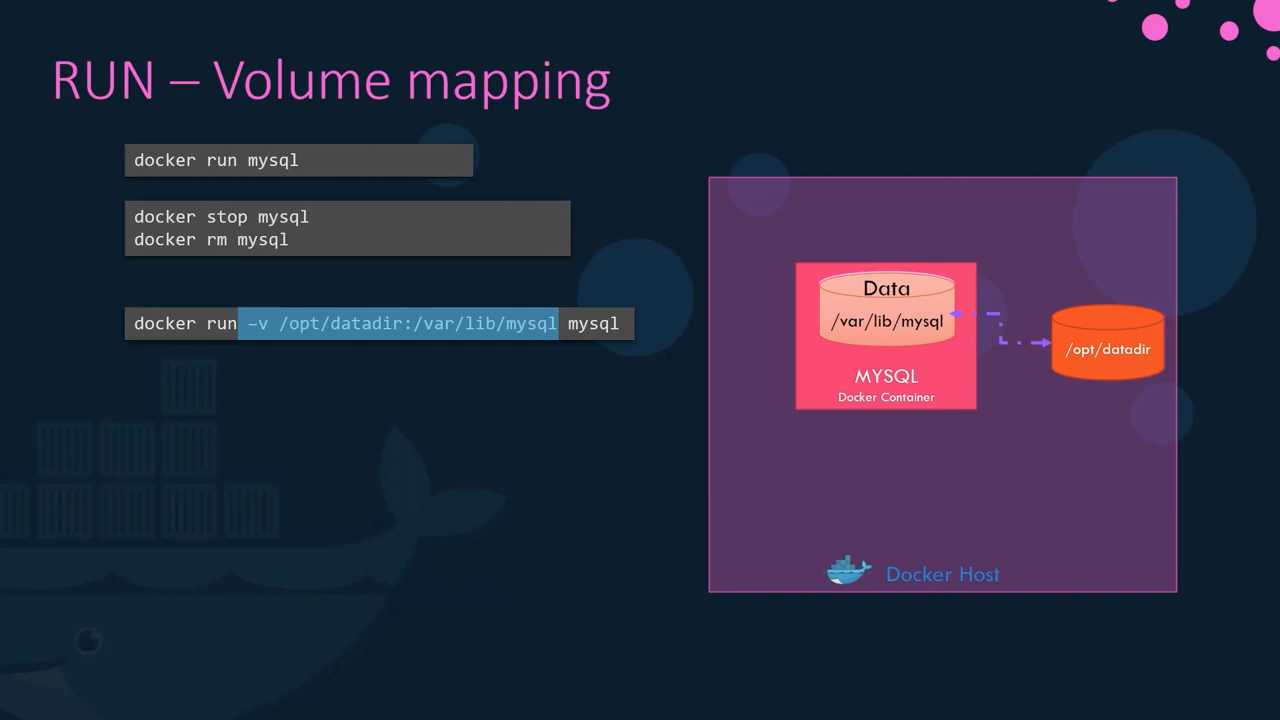 RUN – Volume mapping
docker run mysql
docker stop mysql
docker rm mysql
docker run -v /opt/datadir:/var/lib/mysql mysql
Data
/var/lib/mysql
/opt/datadir
MYSQL
Docker Container
Docker Host